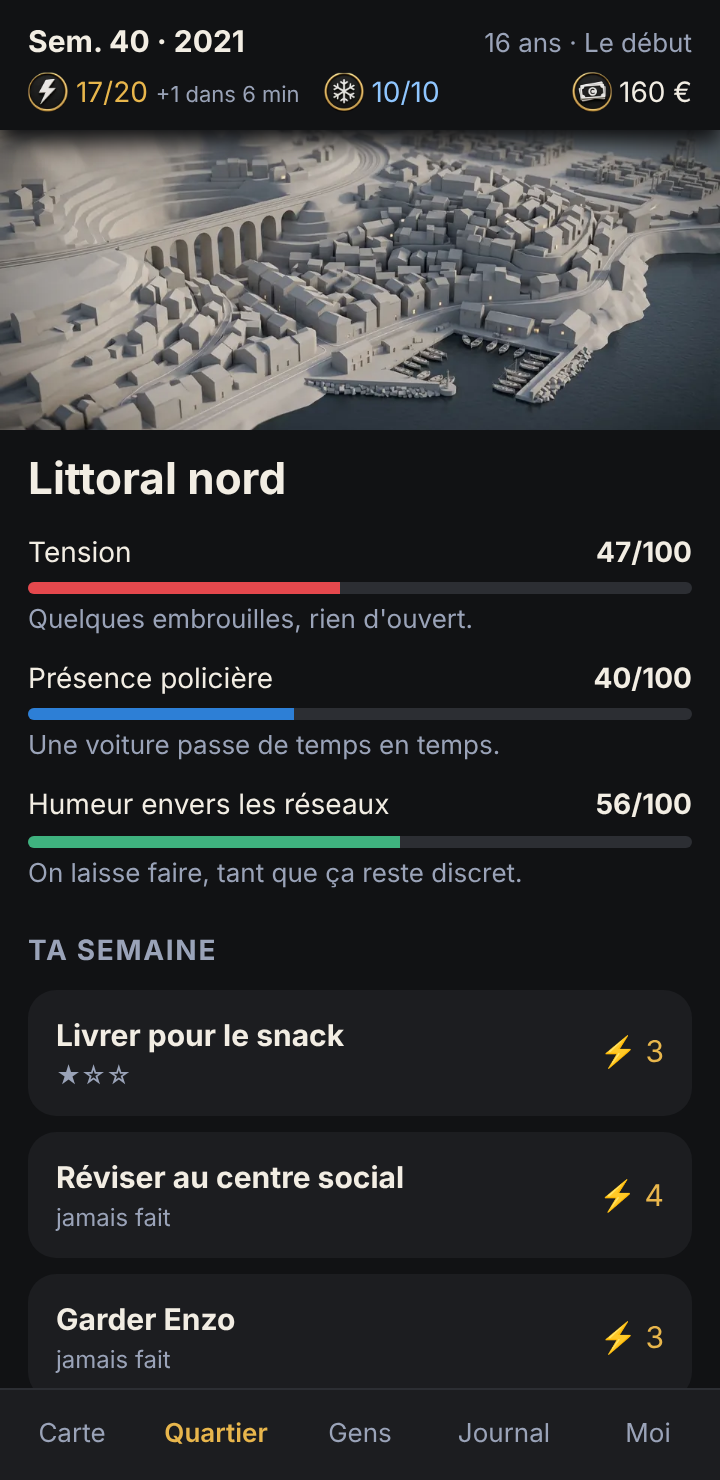 Sem. 40 · 2021
16 ans · Le début
17/20 +1 dans 6 min 10/10 160 €
Littoral nord
Tension 47/100
Quelques embrouilles, rien d'ouvert.
Présence policière 40/100
Une voiture passe de temps en temps.
Humeur envers les réseaux 56/100
On laisse faire, tant que ça reste discret.
TA SEMAINE
Livrer pour le snack
★☆☆
⚡ 3
Réviser au centre social
jamais fait
⚡ 4
Garder Enzo
jamais fait
⚡ 3
Carte Quartier Gens Journal Moi